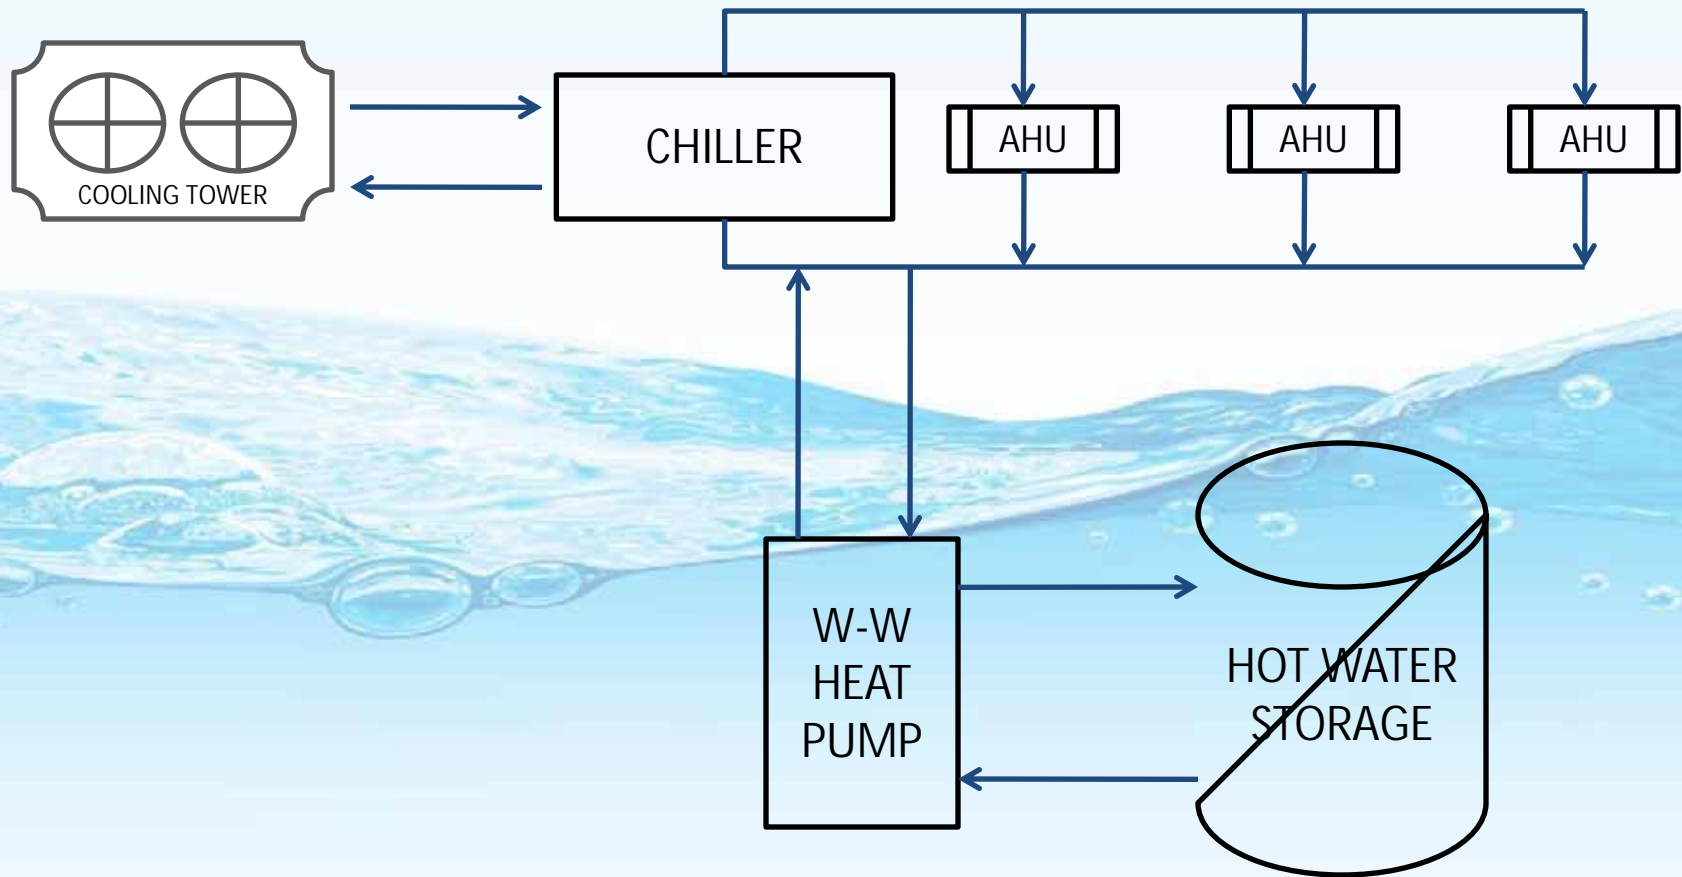 COOLING TOWER
CHILLER
AHU
AHU
AHU
W-W
HEAT
PUMP
HOT WATER
STORAGE